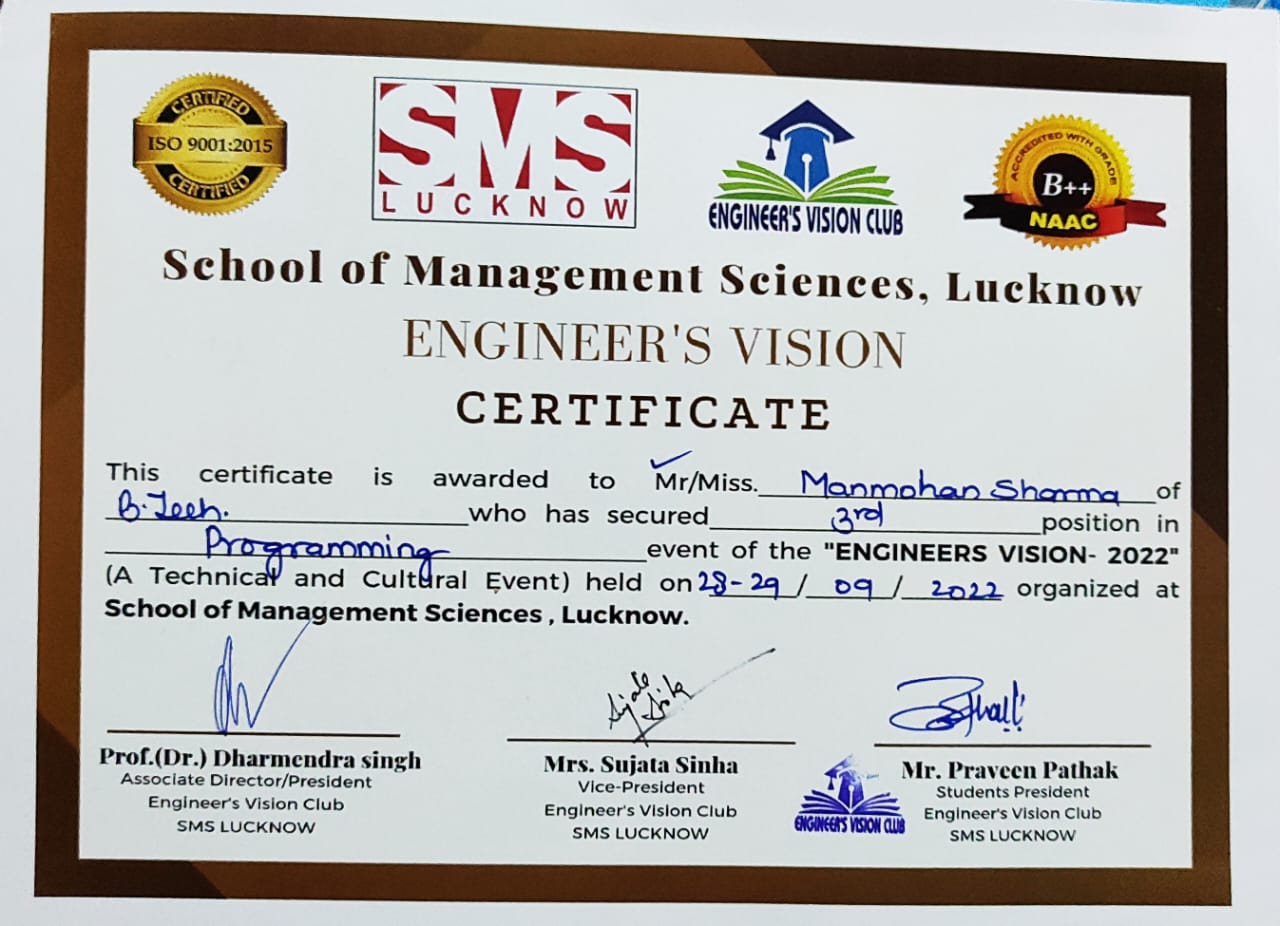 CERTIFIED
ISO 9001:2015
CERTIFIED
SMS
LUCKNOW
ENGINEER'S VISION CLUB
ACCREDITED WITH GRADE
B++
NAAC
School of Management Sciences, Lucknow
ENGINEER'S VISION
CERTIFICATE
This certificate is awarded to Mr/Miss. Manmohan Sharma of
B.Tech. who has secured 3rd position in
Programming event of the "ENGINEERS VISION- 2022"
(A Technical and Cultural Event) held on 28-29 / 09 / 2022 organized at
School of Management Sciences , Lucknow.
Prof.(Dr.) Dharmendra singh
Associate Director/President
Engineer's Vision Club
SMS LUCKNOW
Mrs. Sujata Sinha
Vice-President
Engineer's Vision Club
SMS LUCKNOW
ENGINEER'S VISION CLUB
Mr. Praveen Pathak
Students President
Engineer's Vision Club
SMS LUCKNOW